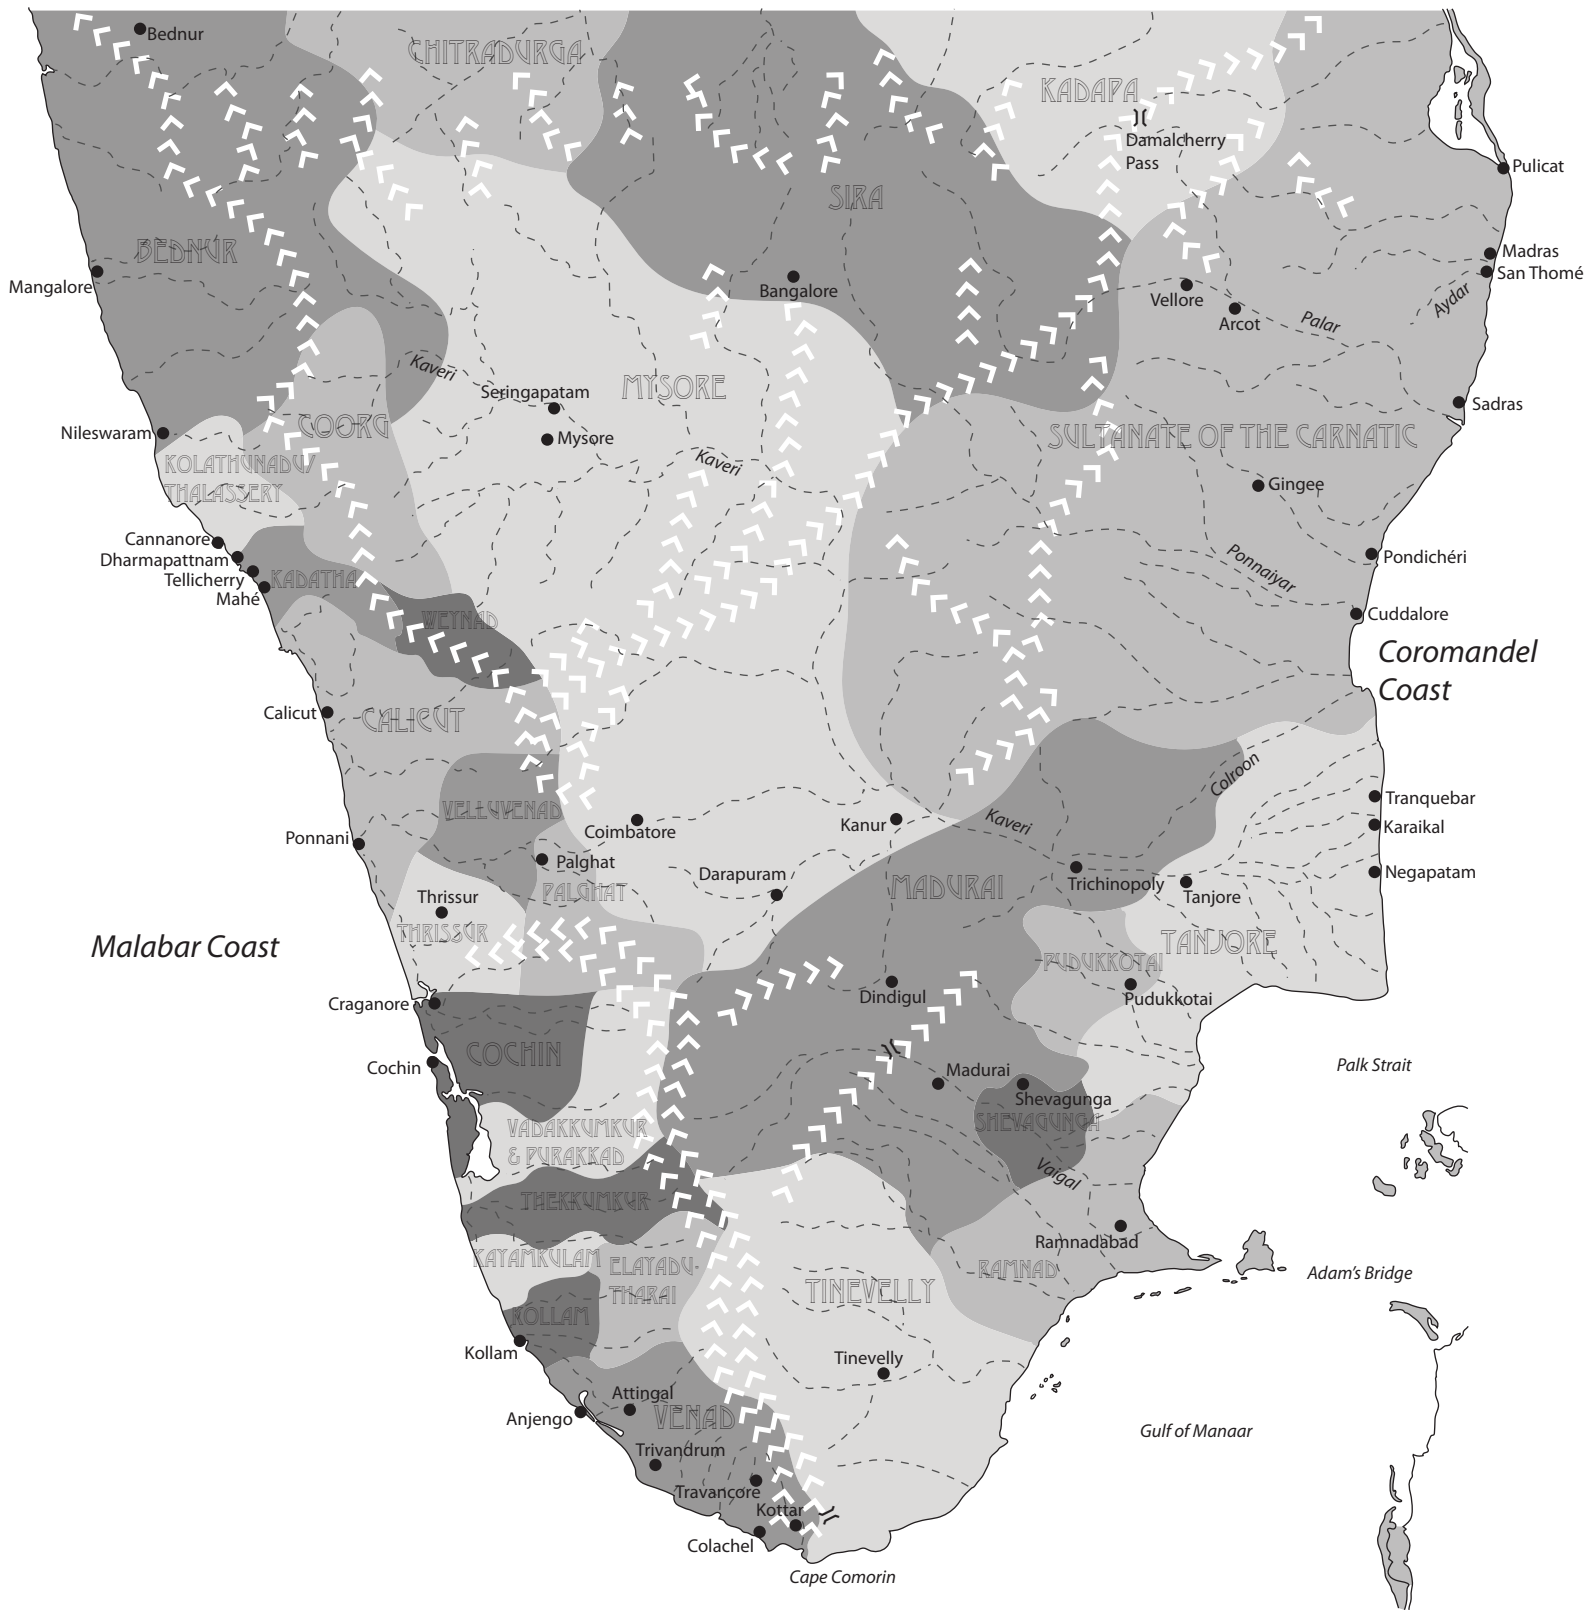 Bednur
CHITRADURGA
KADAPA
Damalcherry
Pass
Pulicat
SIRA
BEDNUR
Madras
San Thomé
Mangalore
Bangalore
Vellore
Arcot
Palar
Aydar
Kaveri
Seringapatam
MYSORE
Sadras
COORG
Nileswaram
Mysore
SULTANATE OF THE CARNATIC
KOLATHUNADU/
THALASSERY
Kaveri
Gingee
Cannanore
Dharmapattnam
Tellicherry
Mahé
KADATHA
Ponnaiyar
Pondichéri
WEYNAD
Cuddalore
Coromandel
Coast
Calicut
CALICUT
Colroon
VELLUVENAD
Tranquebar
Ponnani
Coimbatore
Kanur
Kaveri
Karaikal
Palghat
PALGHAT
Darapuram
MADURAI
Trichinopoly
Negapatam
Thrissur
THRISSUR
Tanjore
Malabar Coast
TANJORE
PUDUKKOTAI
Craganore
Dindigul
Pudukkotai
COCHIN
Cochin
Madurai
Palk Strait
Shevagunga
SHEVAGUNGA
VADAKKUMKUR
& PURAKKAD
Vaigal
THEKKUMKUR
Ramnadabad
KAYAMKULAM
ELAYADU-
THARAI
RAMNAD
Adam's Bridge
TINEVELLY
KOLLAM
Kollam
Tinevelly
Attingal
Anjengo
VENAD
Gulf of Manaar
Trivandrum
Travancore
Kottar
Colachel
Cape Comorin